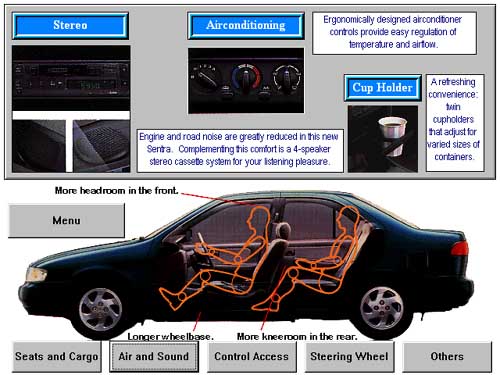 Stereo
Airconditioning
Ergonomically designed airconditioner
controls provide easy regulation of
temperature and airflow.
Cup Holder
A refreshing
convenience:
twin
cupholders
that adjust for
varied sizes of
containers.
Engine and road noise are greatly reduced in this new
Sentra. Complementing this comfort is a 4-speaker
stereo cassette system for your listening pleasure.
More headroom in the front.
Menu
Longer wheelbase.
More kneeroom in the rear.
Seats and Cargo
Air and Sound
Control Access
Steering Wheel
Others